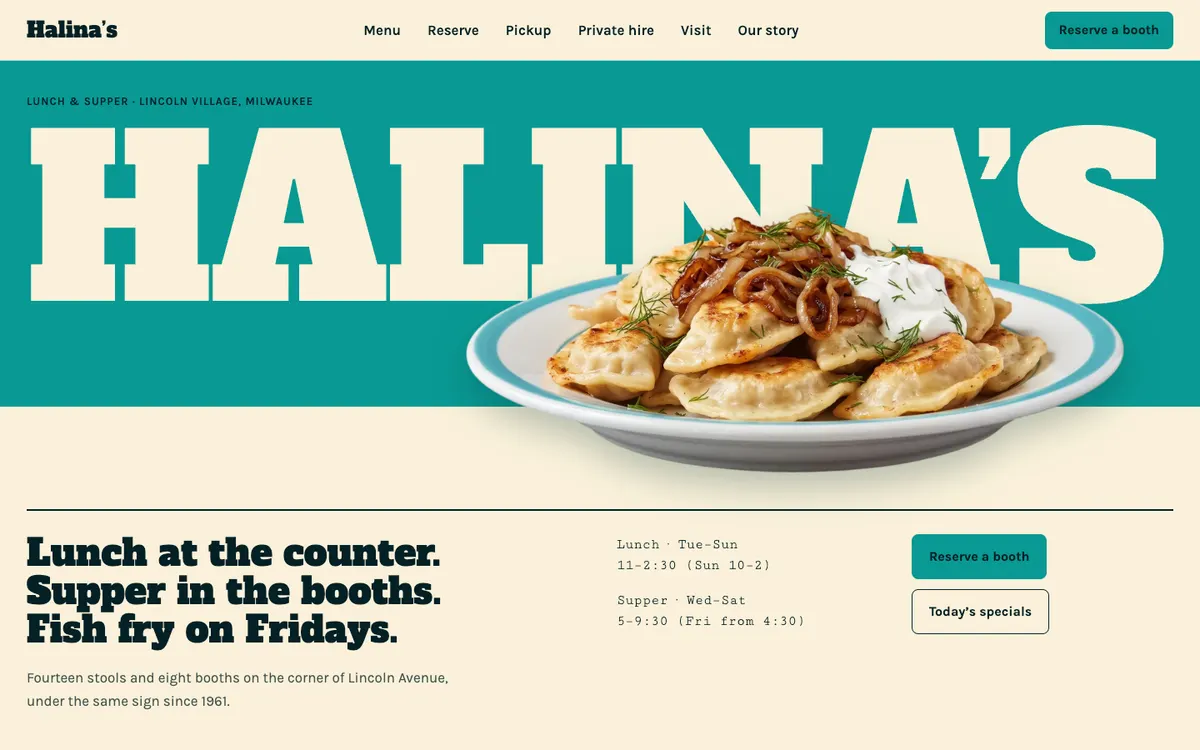 Halina's
Menu Reserve Pickup Private hire Visit Our story
Reserve a booth
LUNCH & SUPPER · LINCOLN VILLAGE, MILWAUKEE
HALINA'S
Lunch at the counter.
Supper in the booths.
Fish fry on Fridays.
Fourteen stools and eight booths on the corner of Lincoln Avenue,
under the same sign since 1961.
Lunch · Tue–Sun
11–2:30 (Sun 10–2)
Supper · Wed–Sat
5–9:30 (Fri from 4:30)
Reserve a booth
Today's specials